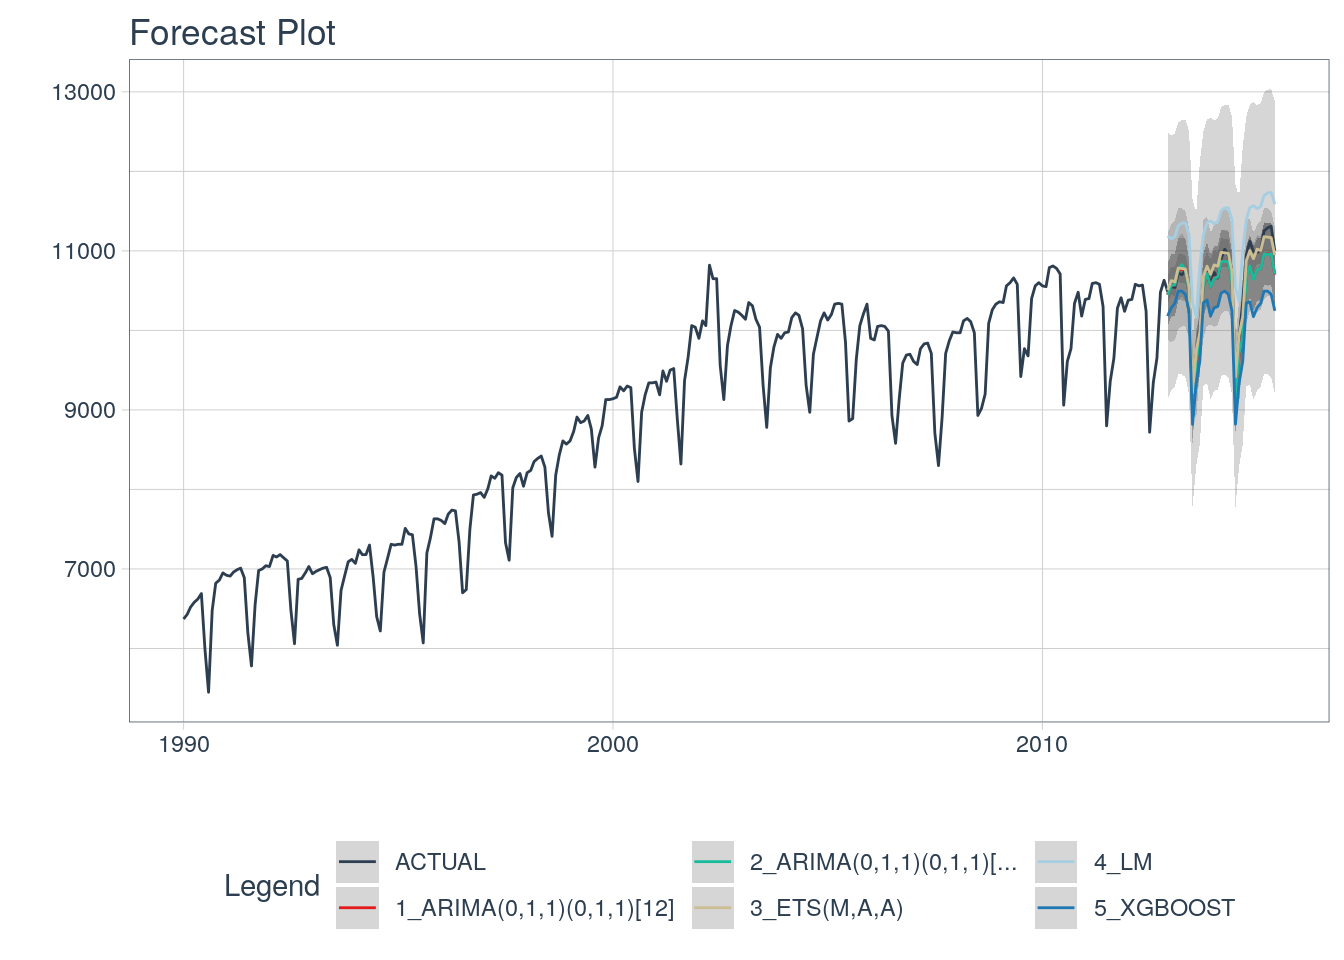 Forecast Plot
13000
11000
9000
7000
1990 2000 2010
Legend
ACTUAL
1_ARIMA(0,1,1)(0,1,1)[12]
2_ARIMA(0,1,1)(0,1,1)[...
3_ETS(M,A,A)
4_LM
5_XGBOOST